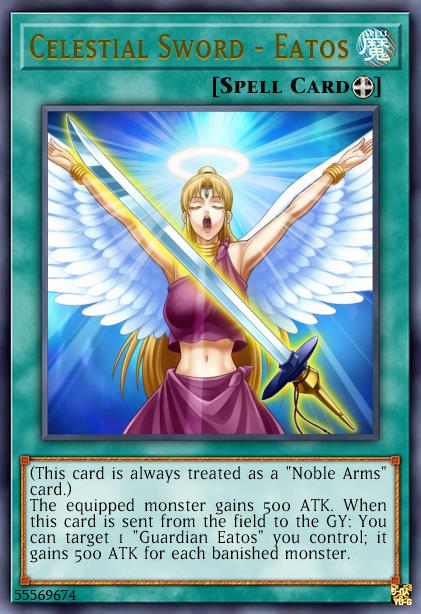 Celestial Sword - Eatos
SPELL
魔
[Spell Card]
(This card is always treated as a "Noble Arms"
card.)
The equipped monster gains 500 ATK. When
this card is sent from the field to the GY: You
can target 1 "Guardian Eatos" you control; it
gains 500 ATK for each banished monster.
55569674